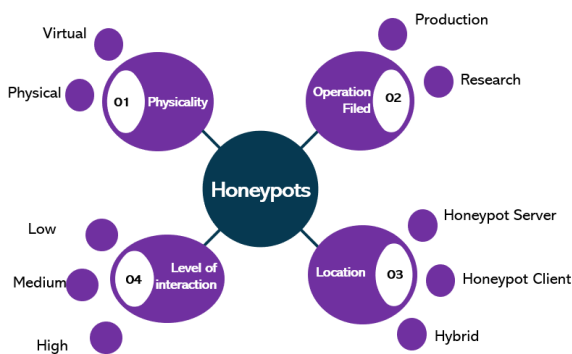 Virtual
Physical
01
Physicality
Production
Research
Operation
Filed
02
Honeypots
Low
Medium
High
04
Level of
interaction
Location
03
Honeypot Server
Honeypot Client
Hybrid